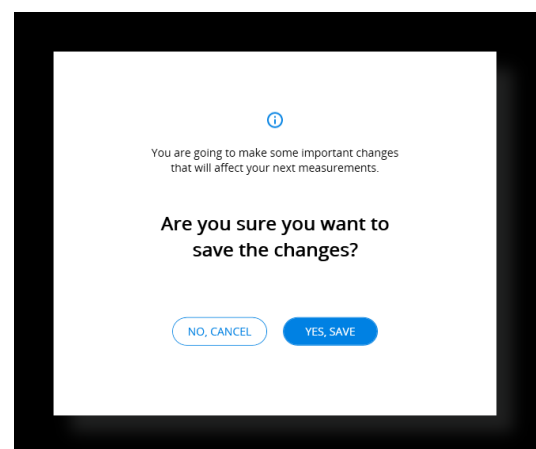 You are going to make some important changes
that will affect your next measurements.
Are you sure you want to
save the changes?
NO, CANCEL
YES, SAVE